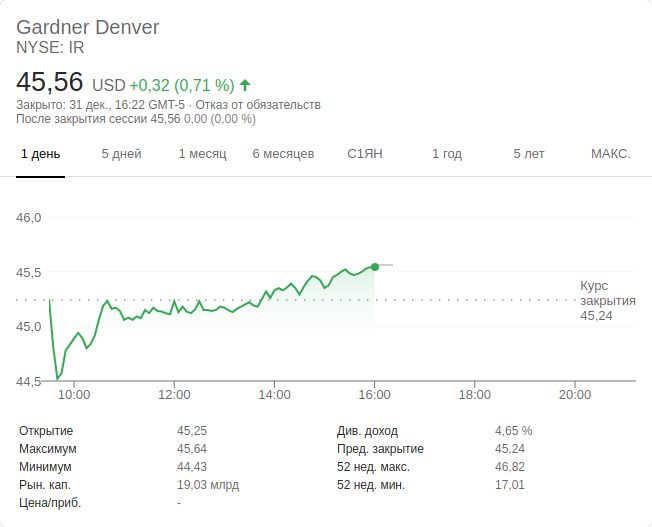 Gardner Denver
NYSE: IR
45,56 USD +0,32 (0,71 %)
Закрыто: 31 дек., 16:22 GMT-5 · Отказ от обязательств
После закрытия сессии 45,56 0,00 (0,00 %)
1 день 5 дней 1 месяц 6 месяцев С1ЯН 1 год 5 лет МАКС.
46,0
45,5
Курс
закрытия
45,24
45,0
44,5
10:00 12:00 14:00 16:00 18:00 20:00
Открытие 45,25 Див. доход 4,65 %
Максимум 45,64 Пред. закрытие 45,24
Минимум 44,43 52 нед. макс. 46,82
Рын. кап. 19,03 млрд 52 нед. мин. 17,01
Цена/приб. -